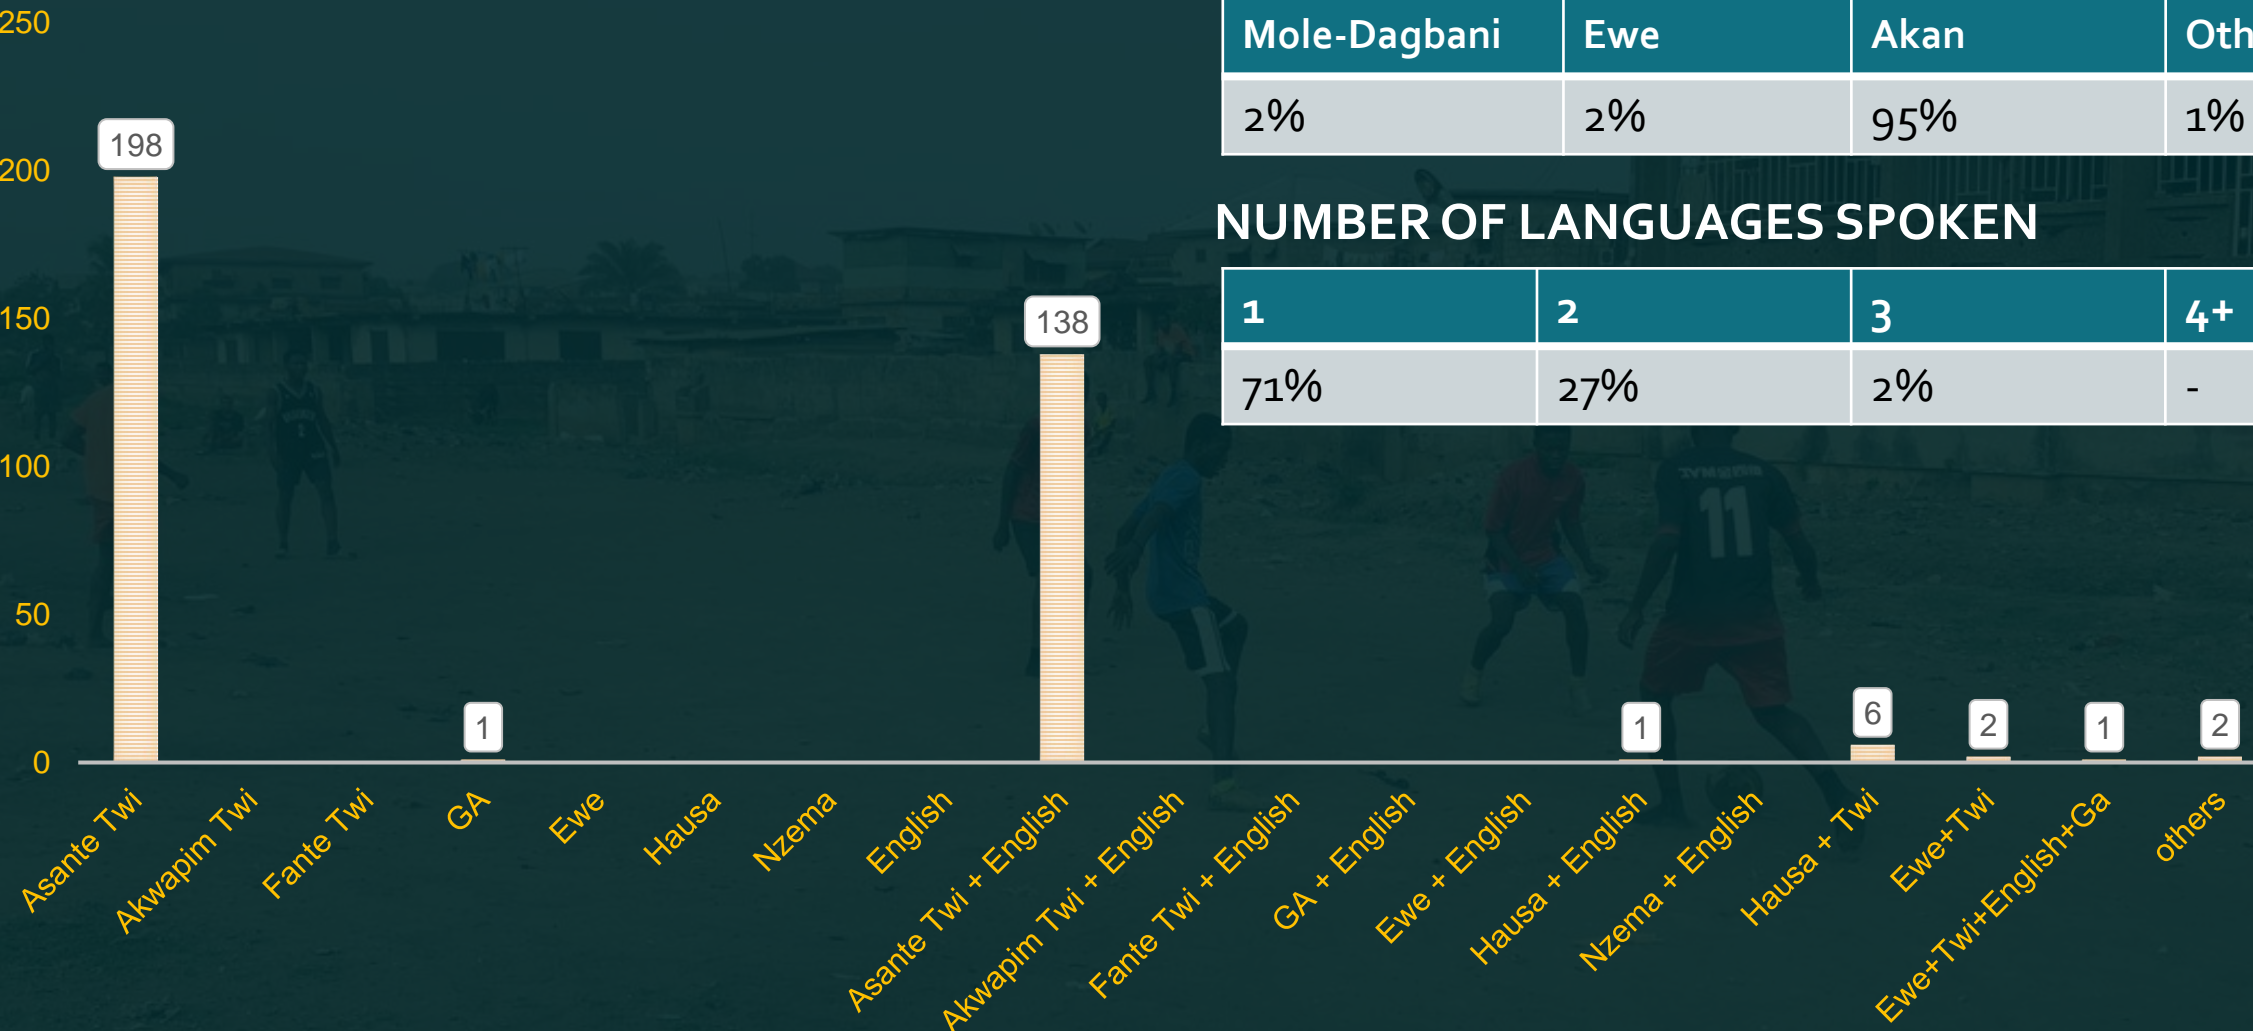 250
200
150
100
50
0
198
1
138
1
6
2
1
2
Asante Twi
Akwapim Twi
Fante Twi
GA
Ewe
Hausa
Nzema
English
Asante Twi + English
Akwapim Twi + English
Fante Twi + English
GA + English
Ewe + English
Hausa + English
Nzema + English
Hausa + Twi
Ewe+Twi
Ewe+Twi+English+Ga
others
Mole-Dagbani Ewe Akan Oth
2% 2% 95% 1%
NUMBER OF LANGUAGES SPOKEN
1 2 3 4+
71% 27% 2% -
11